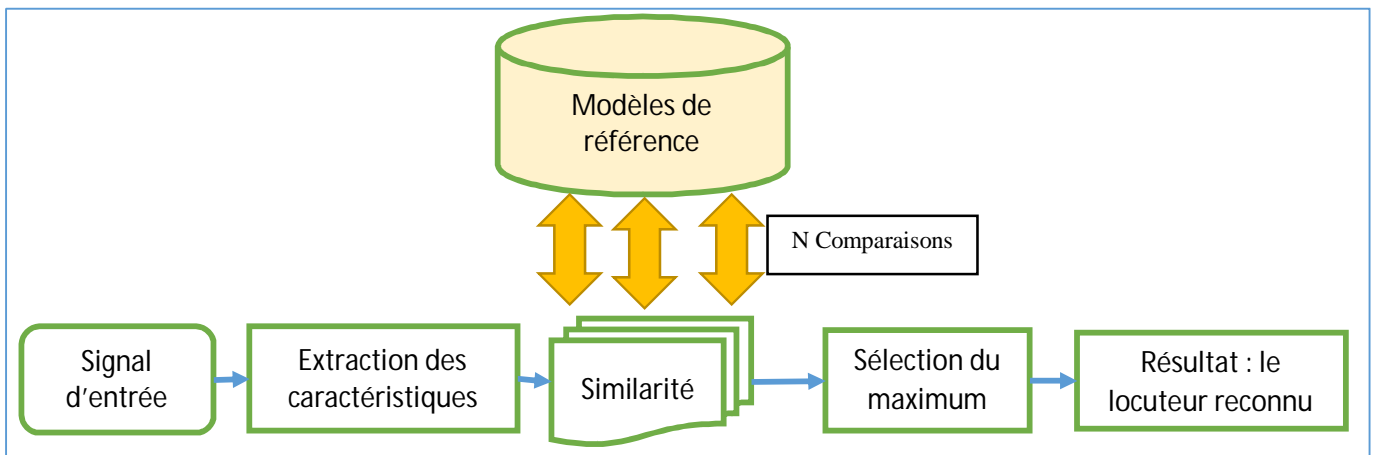 Modèles de
référence
N Comparaisons
Signal
d’entrée
Extraction des
caractéristiques
Similarité
Sélection du
maximum
Résultat : le
locuteur reconnu